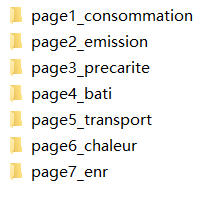 page1_consommation
page2_emission
page3_precarite
page4_bati
page5_transport
page6_chaleur
page7_enr